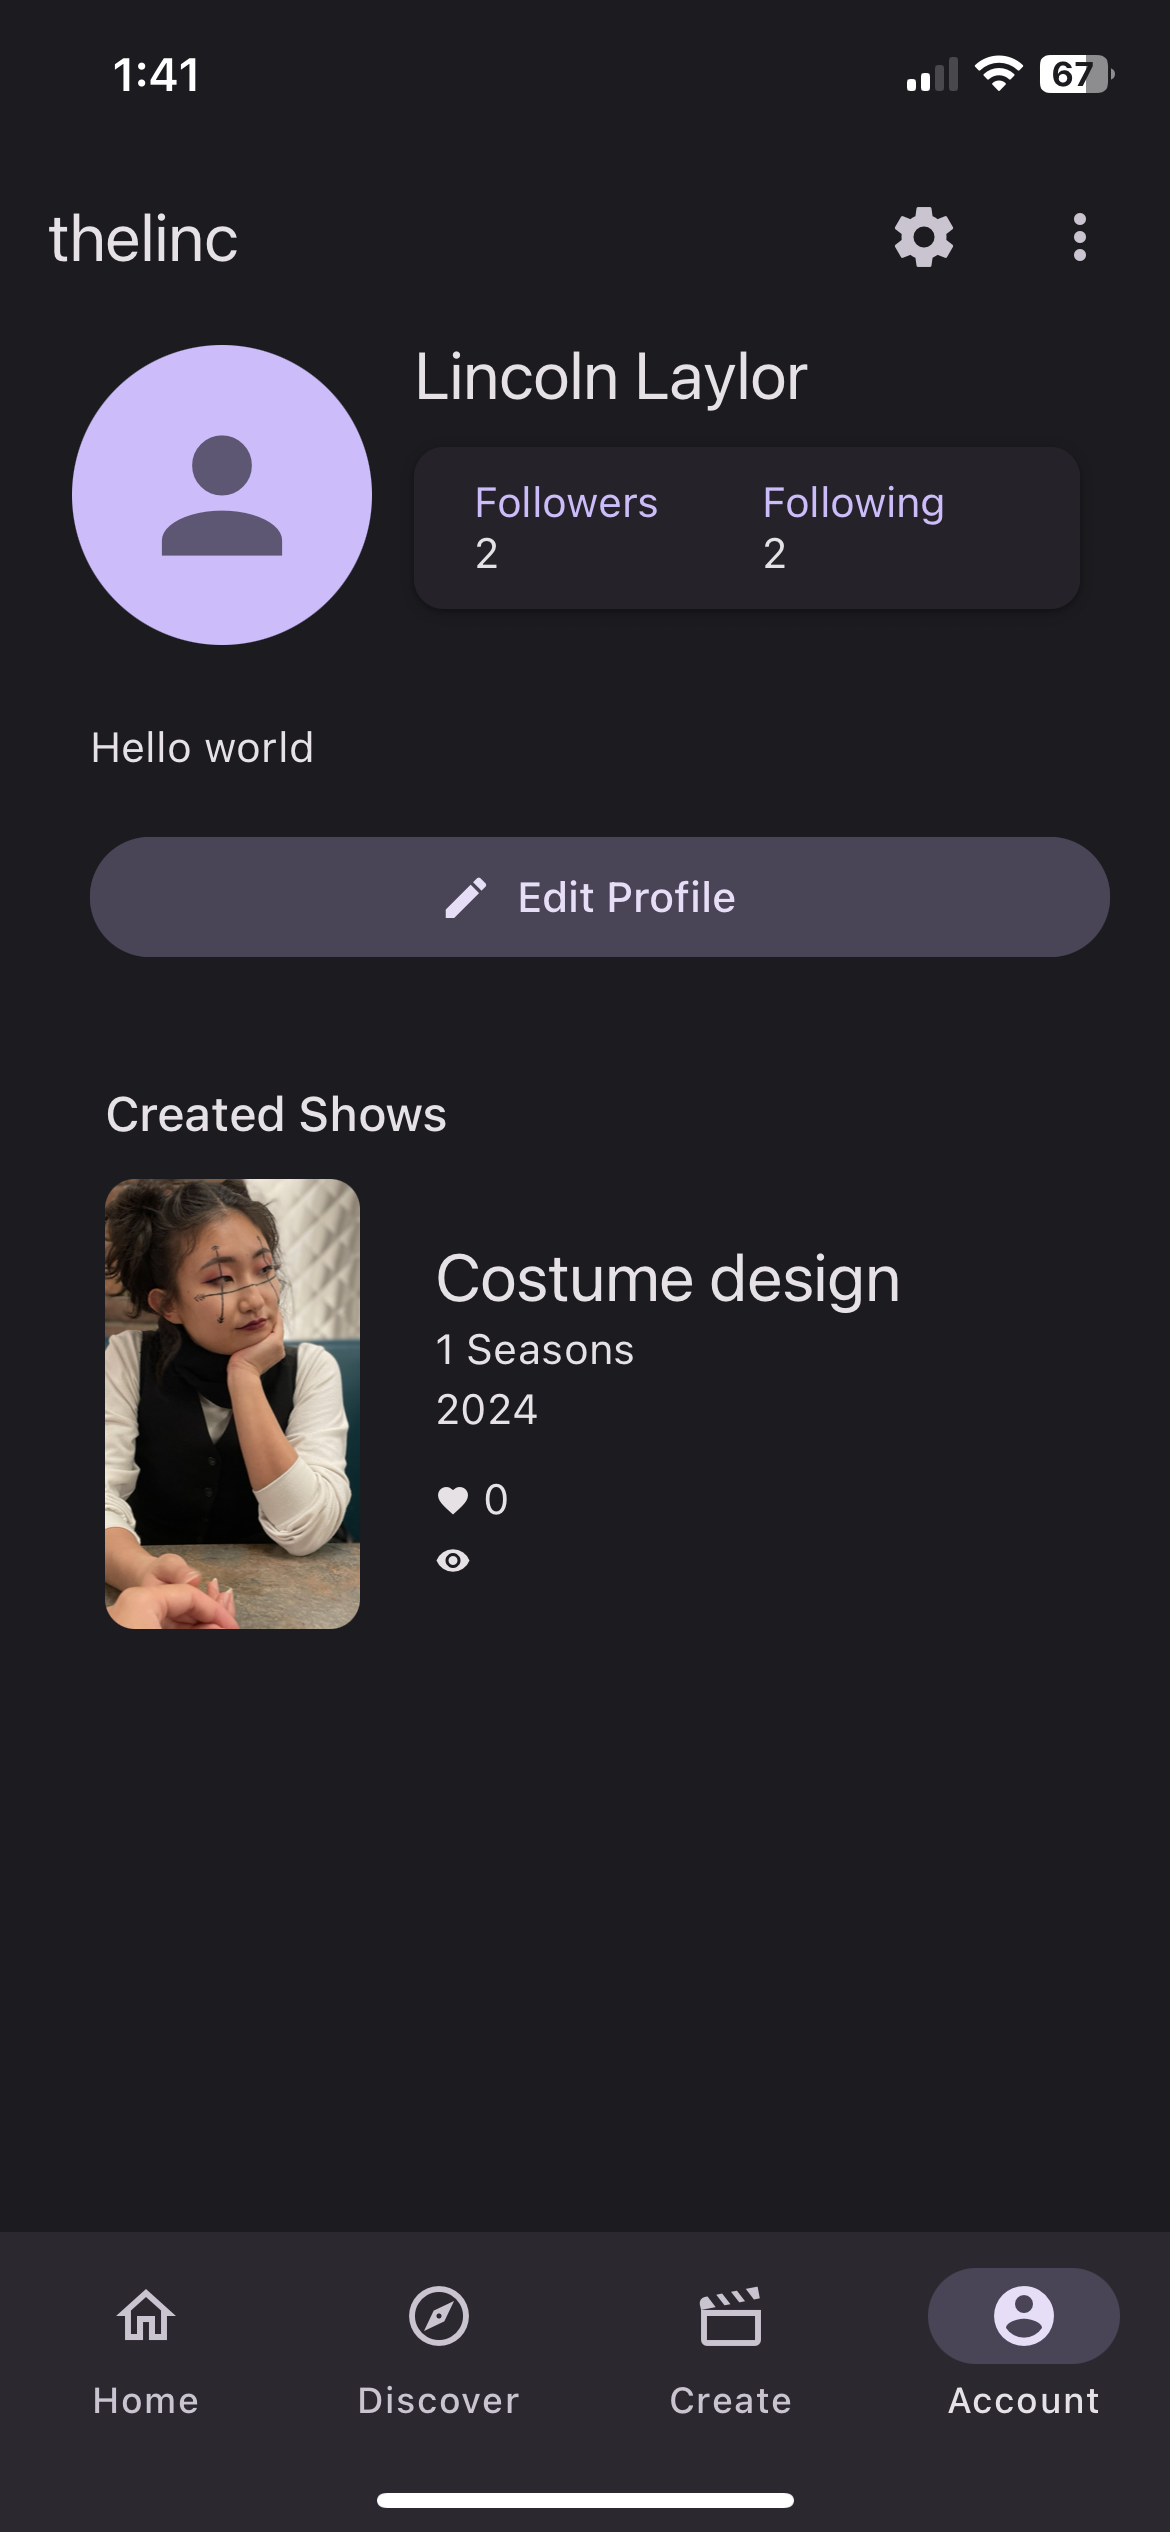 1:41
67
thelinc
Lincoln Laylor
Followers
Following
2
2
Hello world
Edit Profile
Created Shows
Costume design
1 Seasons
2024
0
Home
Discover
Create
Account